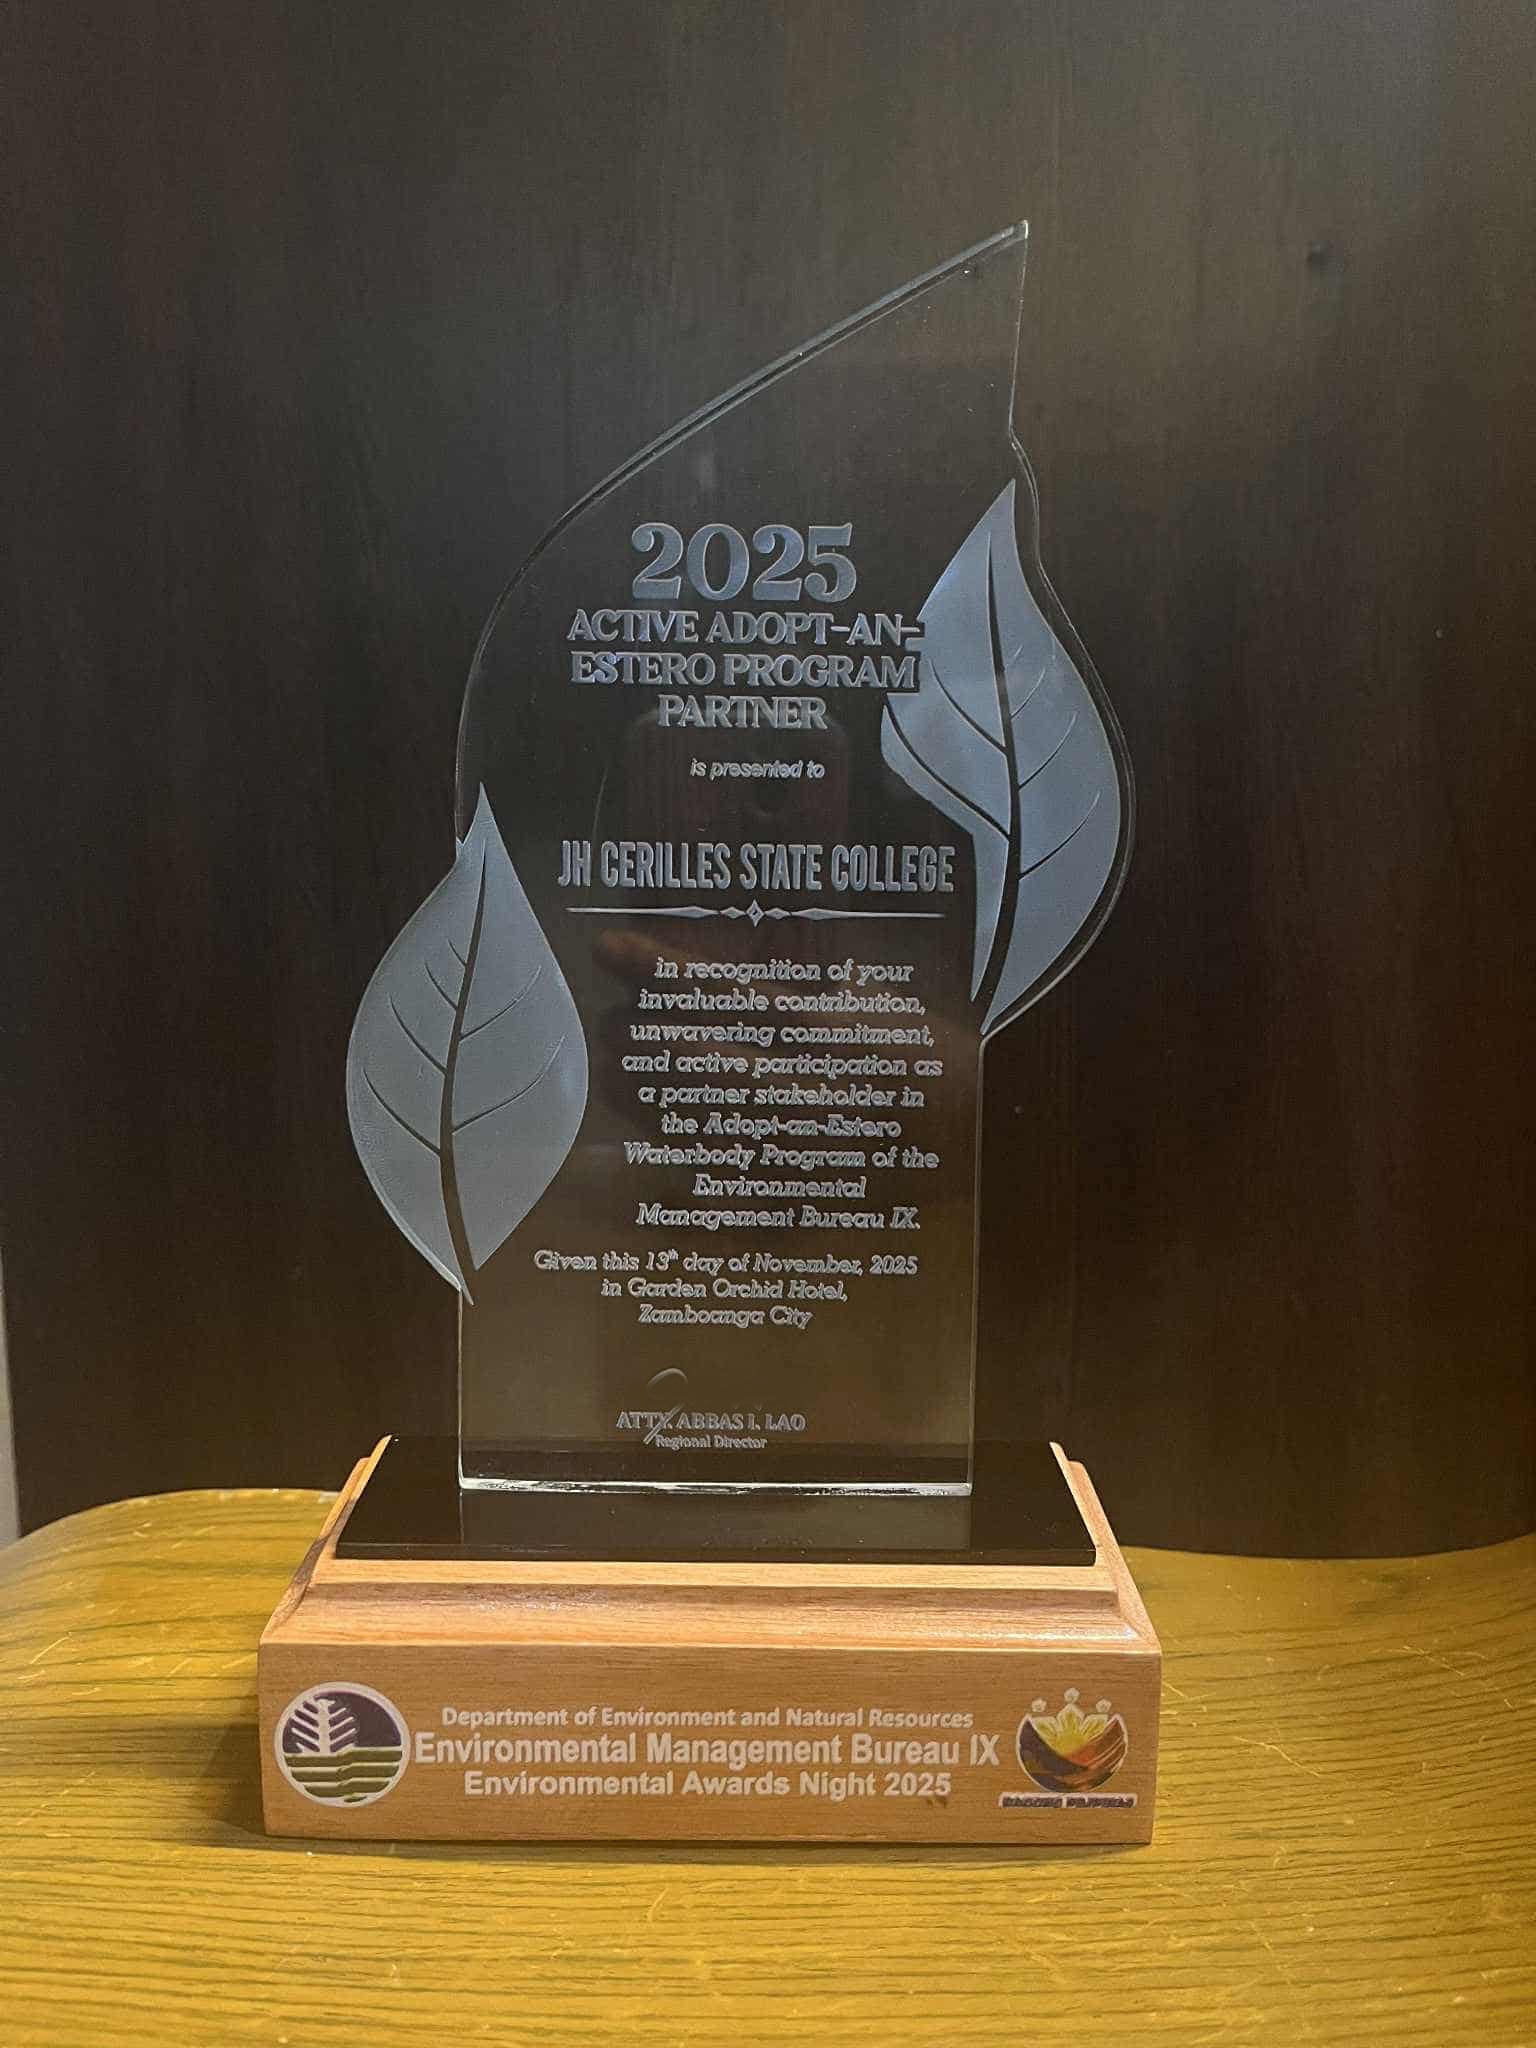 2025
ACTIVE ADOPT-AN-
ESTERO PROGRAM
PARTNER
is presented to
JH CERILLES STATE COLLEGE
in recognition of your
invaluable contribution,
unwavering commitment,
and active participation as
a partner stakeholder in
the Adopt-an-Estero
Waterbody Program of the
Environmental
Management Bureau IX.
Given this 13th day of November, 2025
in Garden Orchid Hotel,
Zamboanga City
ATTY. ABBAS I. LAO
Regional Director
Department of Environment and Natural Resources
Environmental Management Bureau IX
Environmental Awards Night 2025
BAGONG PILIPINAS